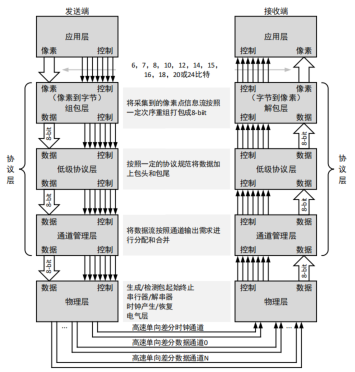 发送端
接收端
应用层
应用层
像素
控制
控制
像素
6, 7, 8, 10, 12, 14, 15,
16, 18, 20或24比特
像素
控制
(像素到字节)
组包层
数据
控制
像素
(字节到像素)
解包层
控制
数据
将采集到的像素点信息流按照
一定次序重组打包成8-bit
8-bit
8-bit
协议层
协议层
数据
控制
低级协议层
数据
控制
控制
数据
低级协议层
控制
数据
按照一定的协议规范将数据加
上包头和包尾
8-bit
8-bit
数据
控制
通道管理层
数据
控制
控制
数据
通道管理层
控制
数据
将数据流按照通道输出需求进
行分配和合并
8-bit
8-bit
数据
控制
物理层
控制
数据
物理层
生成/检测包起始终止
串行器/解串器
时钟产生/恢复
电气层
...
...
高速单向差分时钟通道
高速单向差分数据通道0
高速单向差分数据通道N